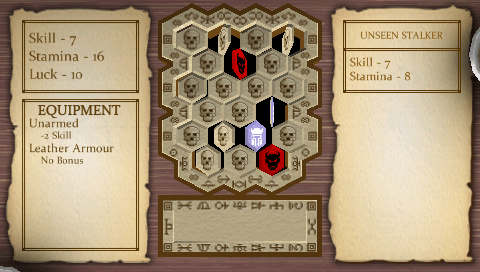 Skill - 7
Stamina - 16
Luck - 10
EQUIPMENT
Unarmed
-2 Skill
Leather Armour
No Bonus
UNSEEN STALKER
Skill - 7
Stamina - 8